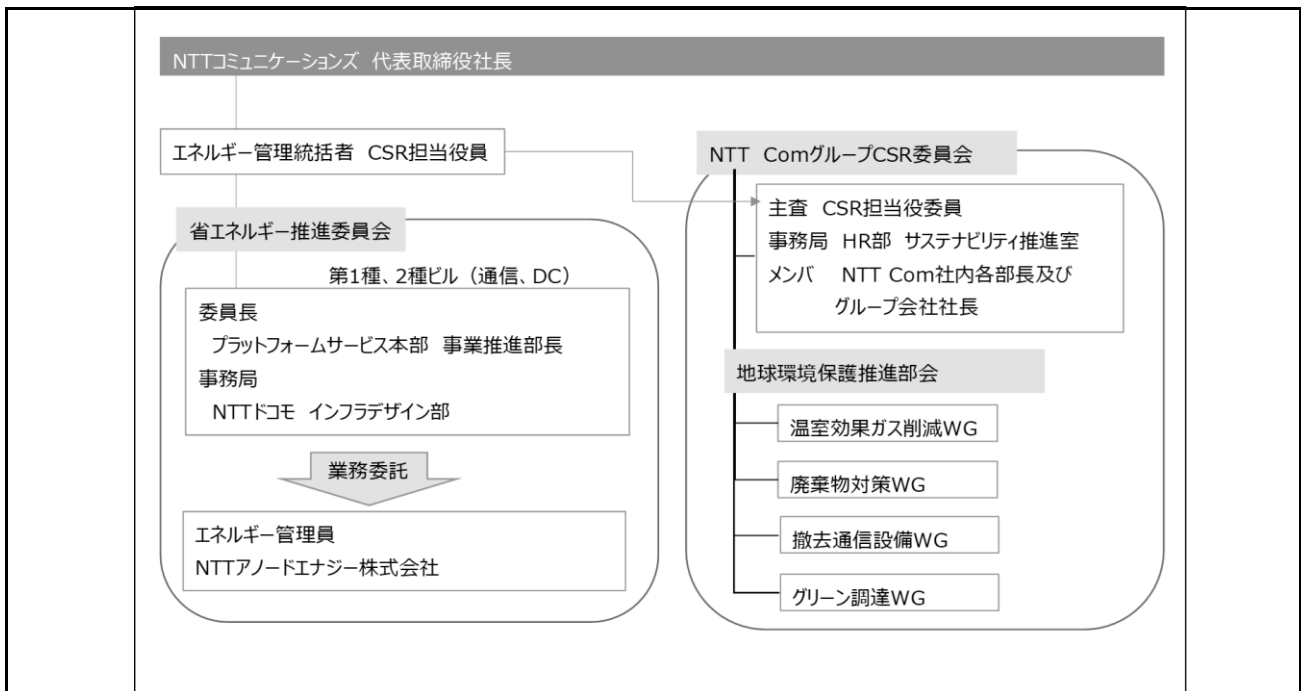 NTTコミュニケーションズ 代表取締役社長
エネルギー管理統括者 CSR担当役員
省エネルギー推進委員会
第1種、2種ビル（通信、DC）
委員長
プラットフォームサービス本部 事業推進部長
事務局
NTTドコモ インフラデザイン部
業務委託
エネルギー管理員
NTTアノードエナジー株式会社
NTT ComグループCSR委員会
主査 CSR担当役委員
事務局 HR部 サステナビリティ推進室
メンバ NTT Com社内各部長及び
グループ会社社長
地球環境保護推進部会
温室効果ガス削減WG
廃棄物対策WG
撤去通信設備WG
グリーン調達WG